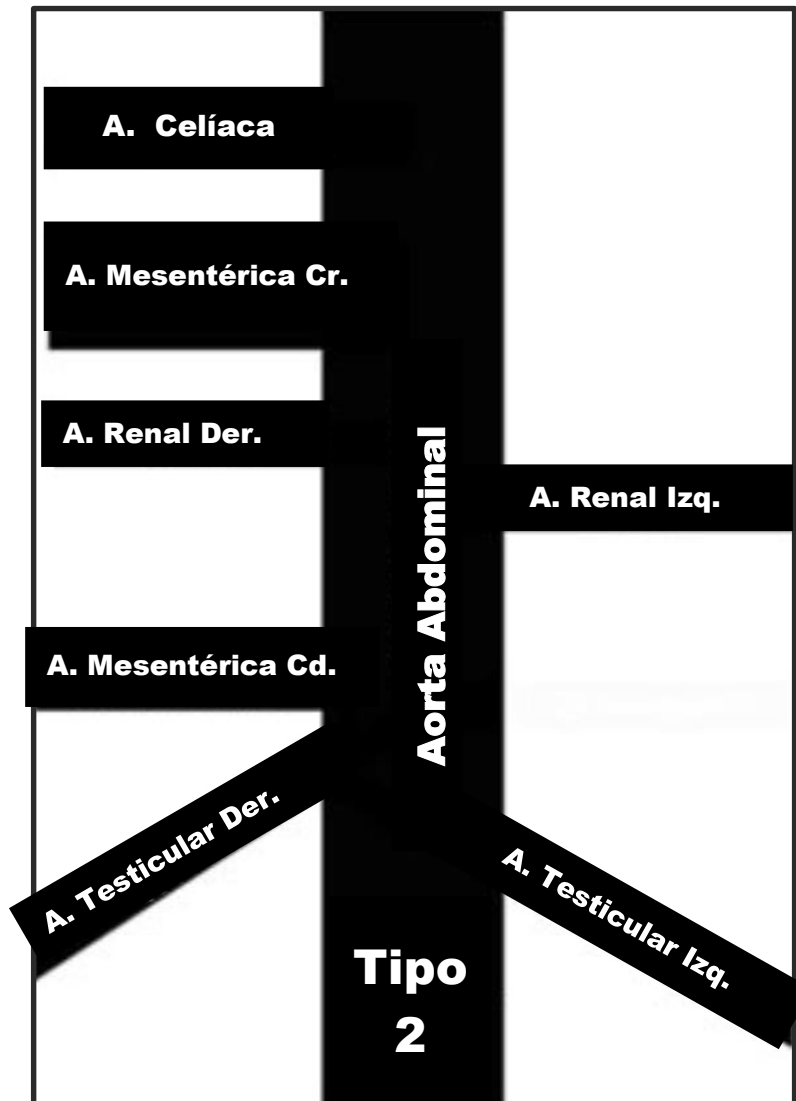 A. Celíaca
A. Mesentérica Cr.
A. Renal Der.
A. Renal Izq.
Aorta Abdominal
A. Mesentérica Cd.
A. Testicular Der.
A. Testicular Izq.
Tipo
2